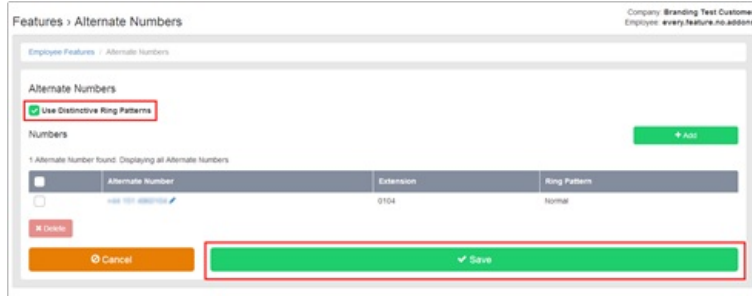 Features › Alternate Numbers
Company: Branding Test Custome
Employee: every.feature.no.addons
Employee Features / Alternate Numbers
Alternate Numbers
Use Distinctive Ring Patterns
Numbers
+ Add
1 Alternate Number found. Displaying all Alternate Numbers
Alternate Number Extension Ring Pattern
0104 Normal
✖ Delete
Cancel
✔ Save